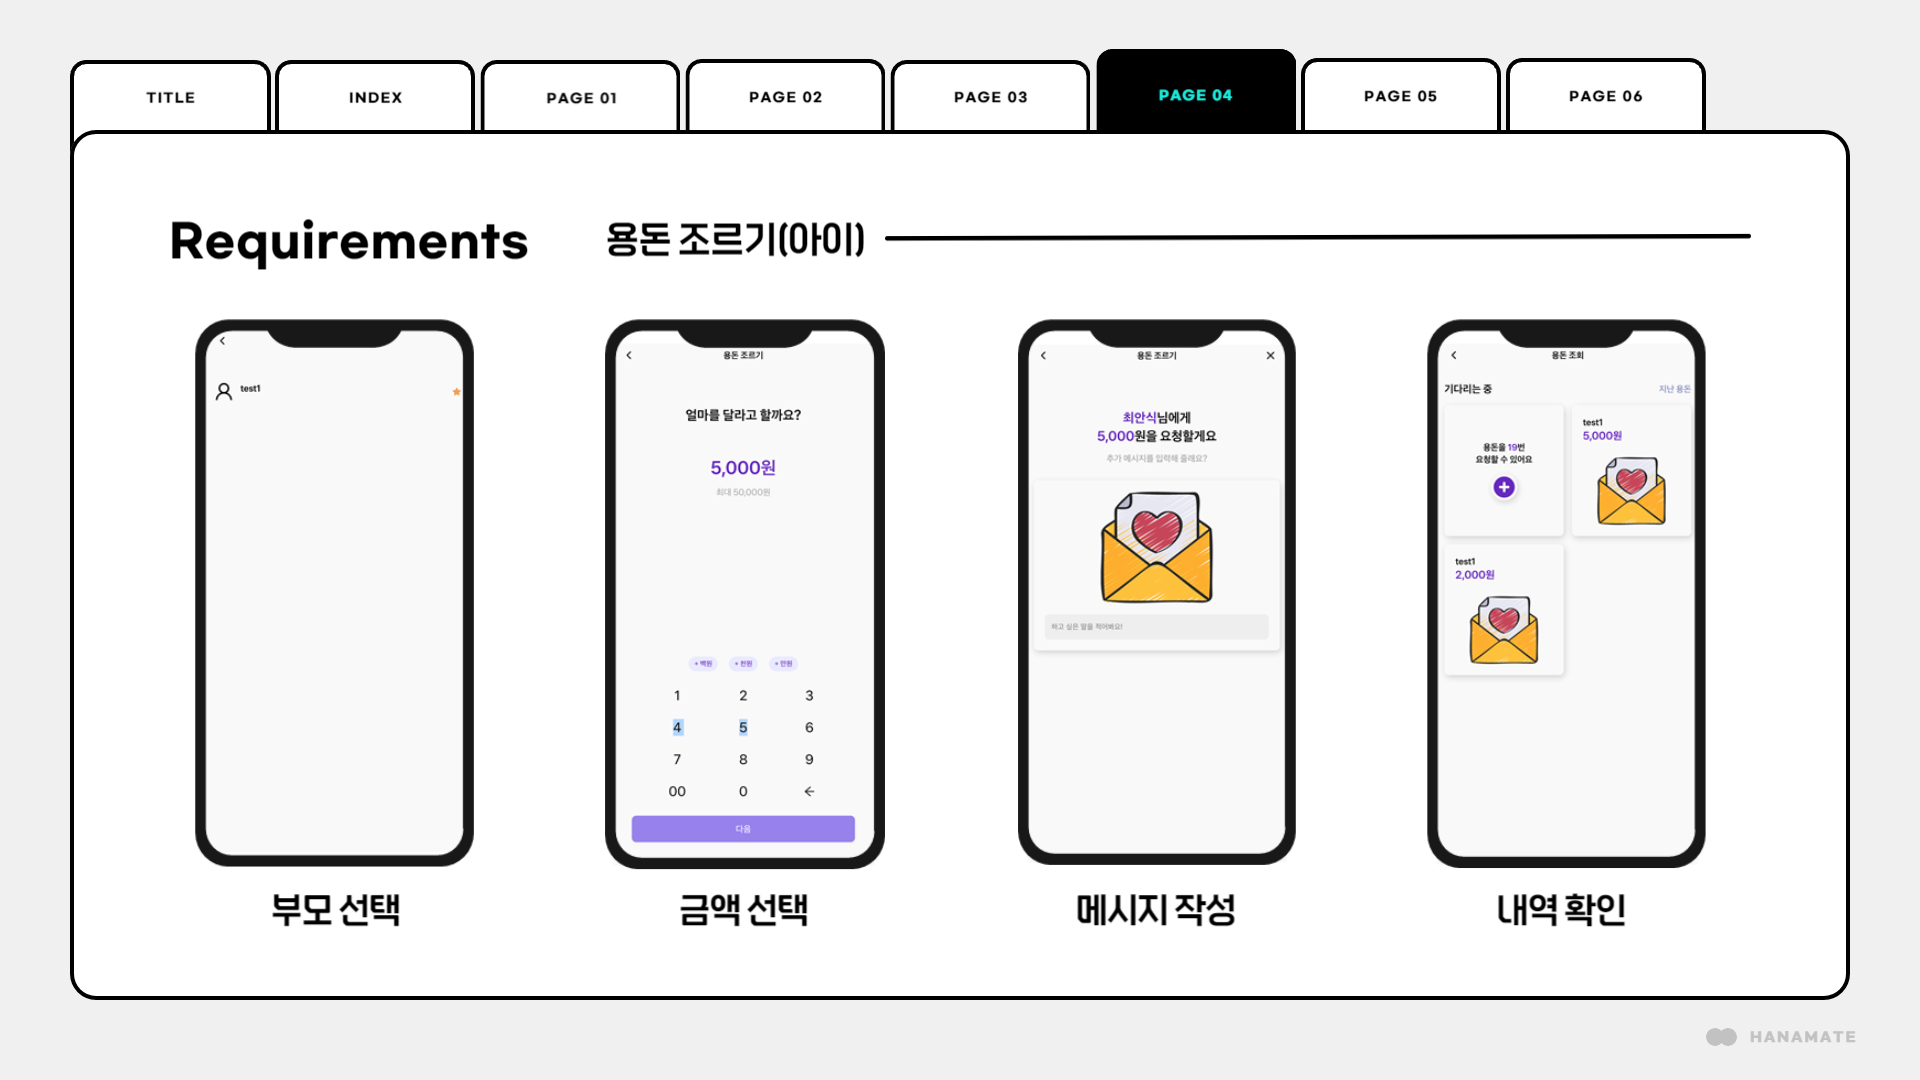 TITLE
INDEX
PAGE 01
PAGE 02
PAGE 03
PAGE 04
PAGE 05
PAGE 06
Requirements
용돈 조르기(아이)
test1
부모 선택
용돈 조르기
얼마를 달라고 할까요?
5,000원
최대 50,000원
+ 백원
+ 천원
+ 만원
1 2 3
4 5 6
7 8 9
00 0 ←
다음
금액 선택
용돈 조르기
최안식님에게
5,000원을 요청할게요
추가 메시지를 입력해 줄래요?
하고 싶은 말을 적어봐요!
메시지 작성
용돈 조회
기다리는 중
지난 용돈
용돈을 19번
요청할 수 있어요
test1
5,000원
test1
2,000원
내역 확인
HANAMATE